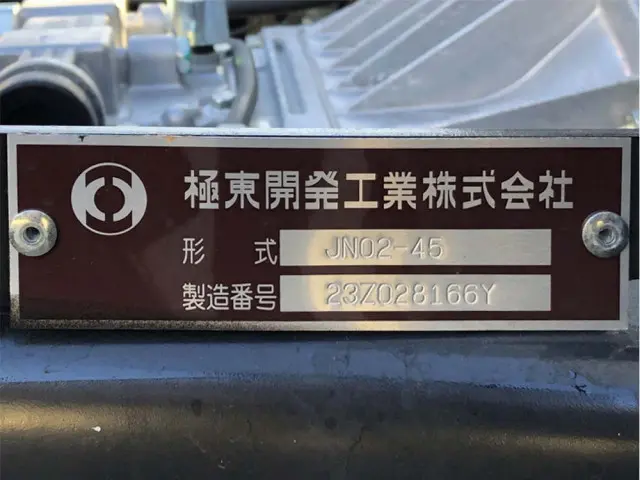 極東開発工業株式会社
形 式 JN02-45
製造番号 23Z028166Y